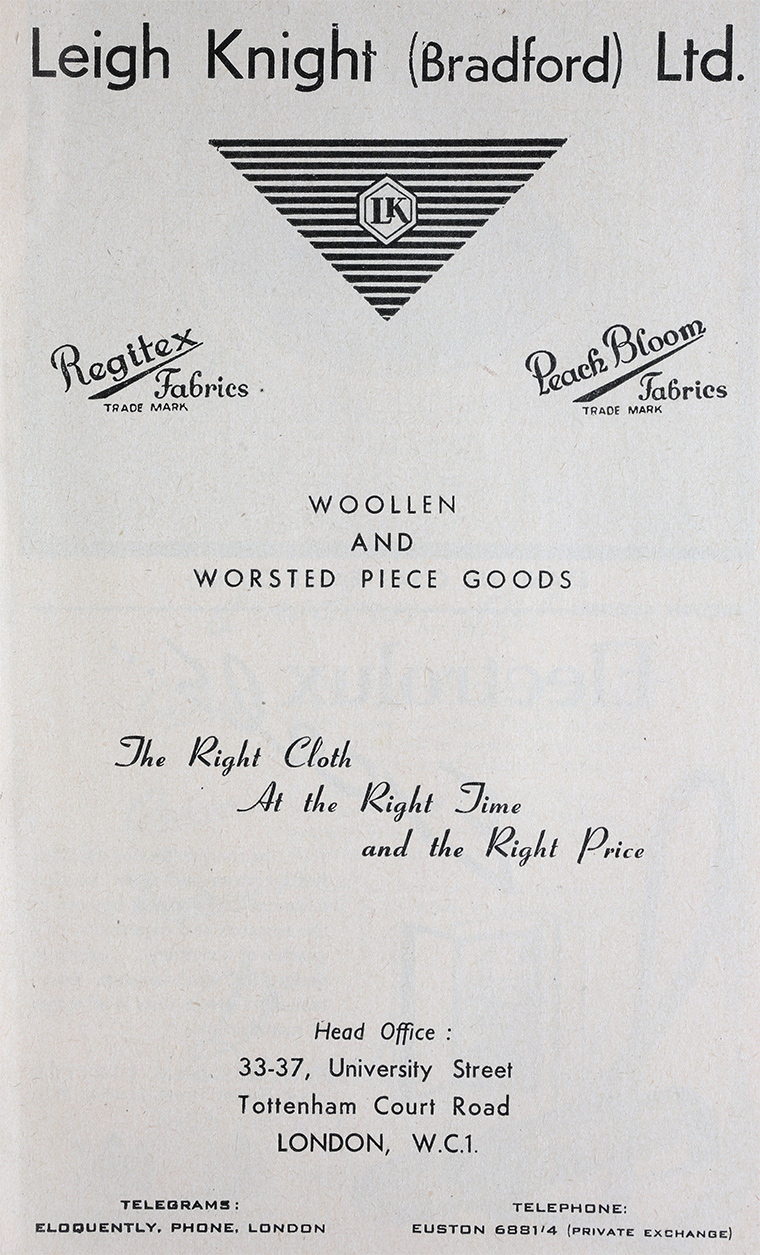 Leigh Knight (Bradford) Ltd.
LK
Regitex
Fabrics
TRADE MARK
Peach Bloom
Fabrics
TRADE MARK
WOOLLEN
AND
WORSTED PIECE GOODS
The Right Cloth
At the Right Time
and the Right Price
Head Office :
33-37, University Street
Tottenham Court Road
LONDON, W.C.1.
TELEGRAMS:
ELOQUENTLY, PHONE, LONDON
TELEPHONE:
EUSTON 6881/4 (PRIVATE EXCHANGE)